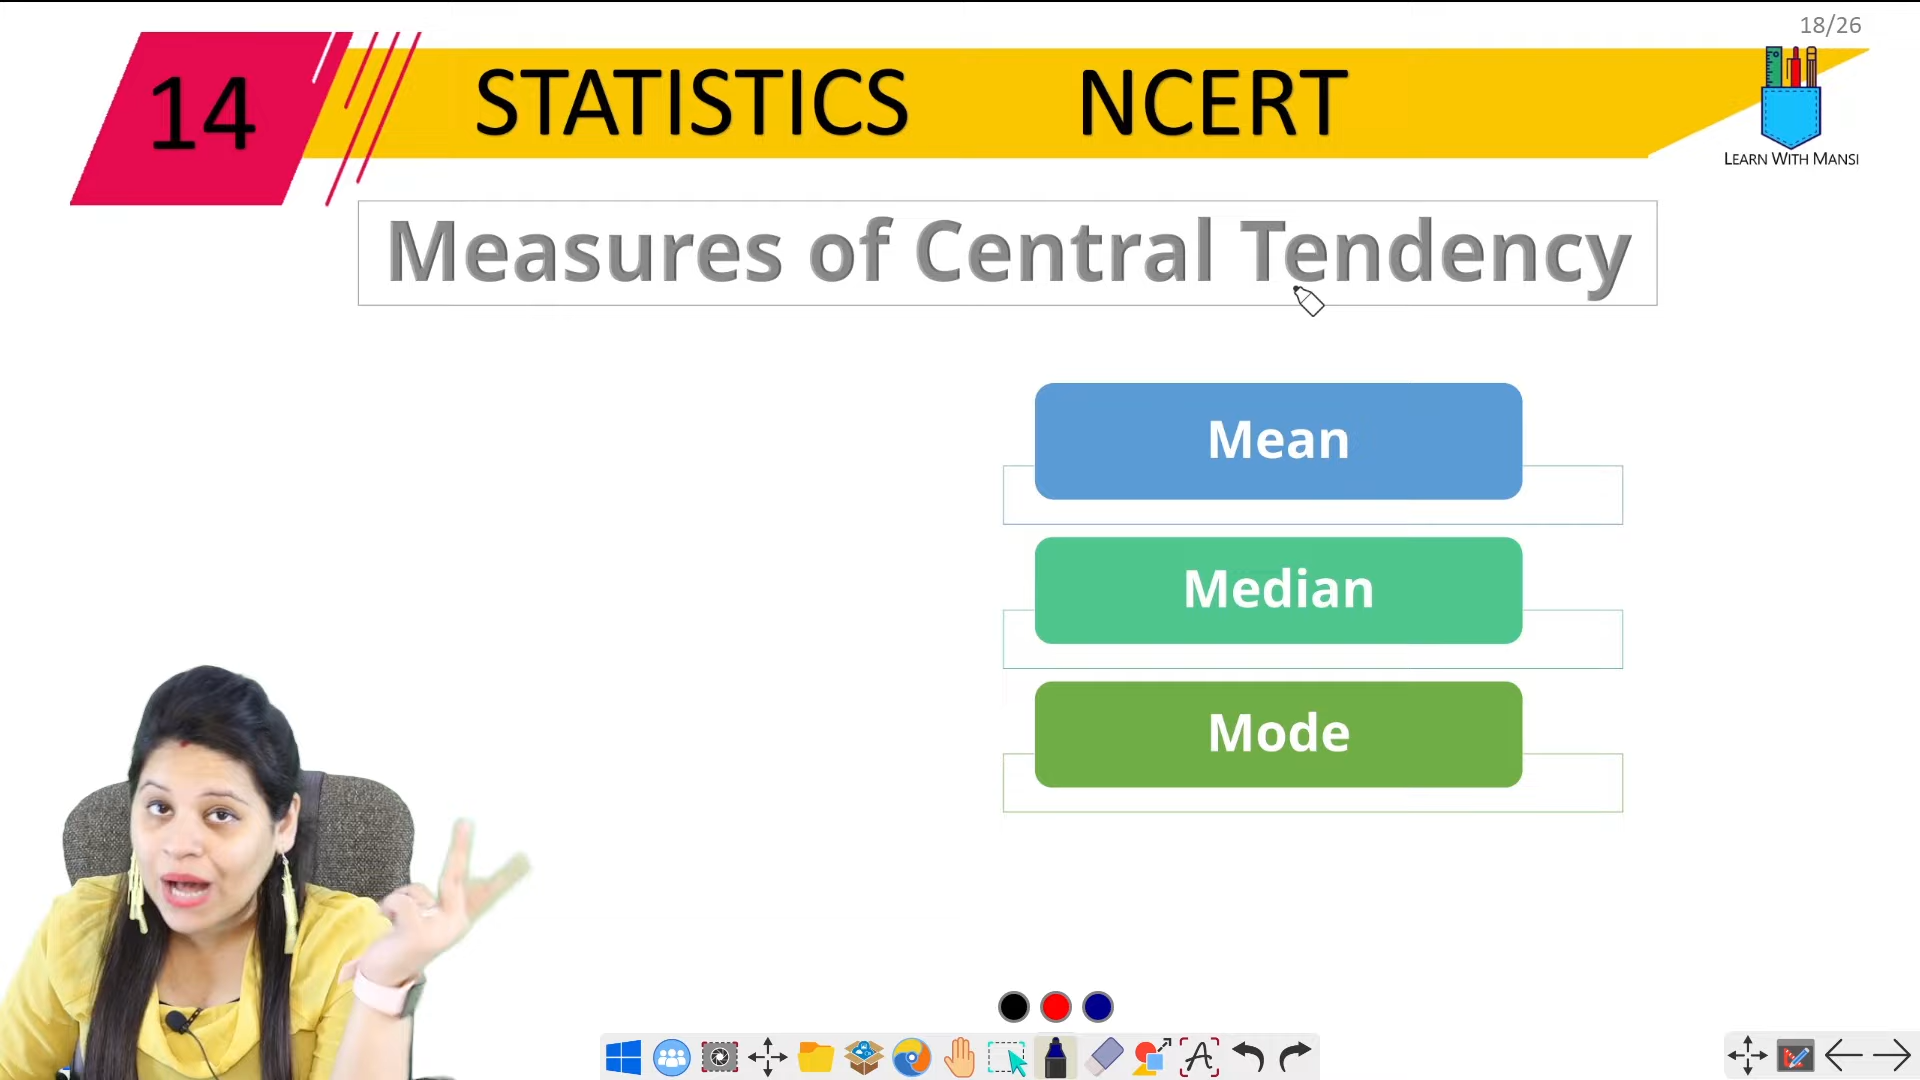 18/26
14
STATISTICS NCERT
LEARN WITH MANSI
Measures of Central Tendency
Mean
Median
Mode